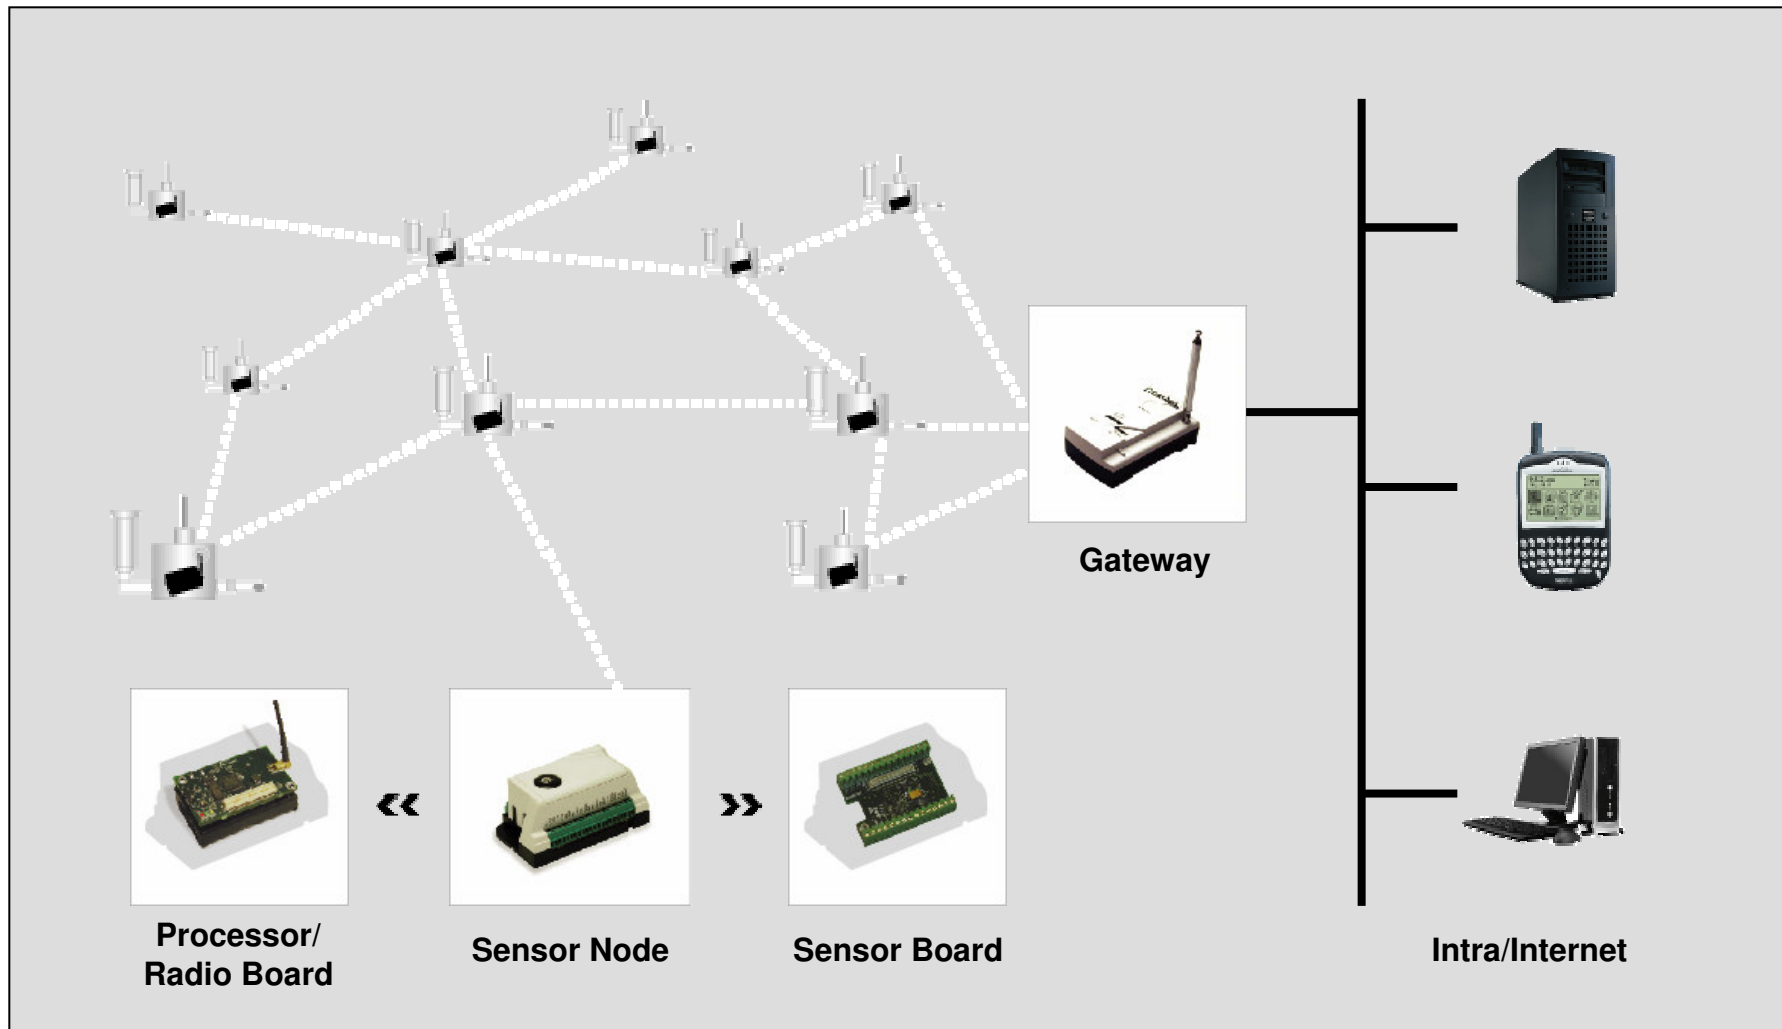 Gateway
Processor/
Radio Board
Sensor Node
Sensor Board
Intra/Internet